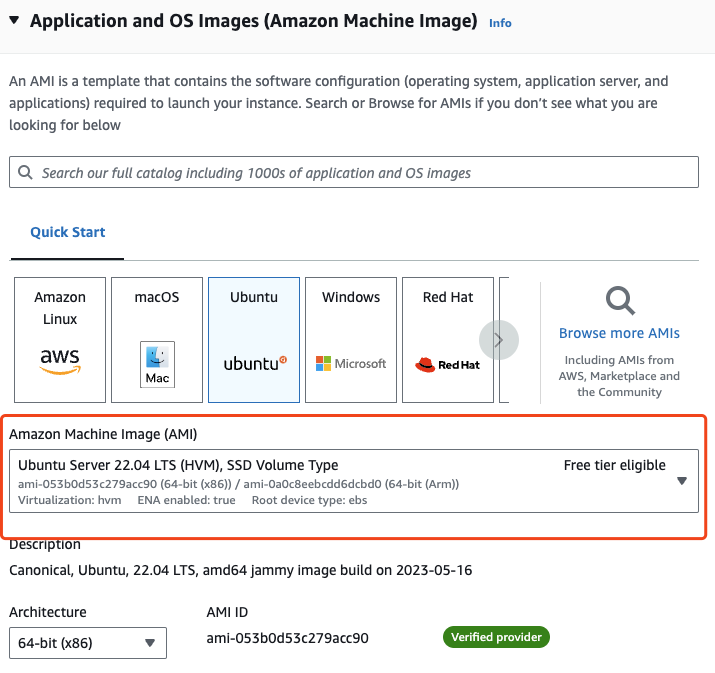 Application and OS Images (Amazon Machine Image) Info
An AMI is a template that contains the software configuration (operating system, application server, and
applications) required to launch your instance. Search or Browse for AMIs if you don’t see what you are
looking for below
Search our full catalog including 1000s of application and OS images
Quick Start
Amazon
Linux
aws
macOS
Mac
Ubuntu
ubuntu
Windows
Microsoft
Red Hat
Red Hat
Browse more AMIs
Including AMIs from
AWS, Marketplace and
the Community
Amazon Machine Image (AMI)
Ubuntu Server 22.04 LTS (HVM), SSD Volume Type
Free tier eligible
ami-053b0d53c279acc90 (64-bit (x86)) / ami-0a0c8eebcdd6dcbd0 (64-bit (Arm))
Virtualization: hvm ENA enabled: true Root device type: ebs
Description
Canonical, Ubuntu, 22.04 LTS, amd64 jammy image build on 2023-05-16
Architecture
64-bit (x86)
AMI ID
ami-053b0d53c279acc90
Verified provider